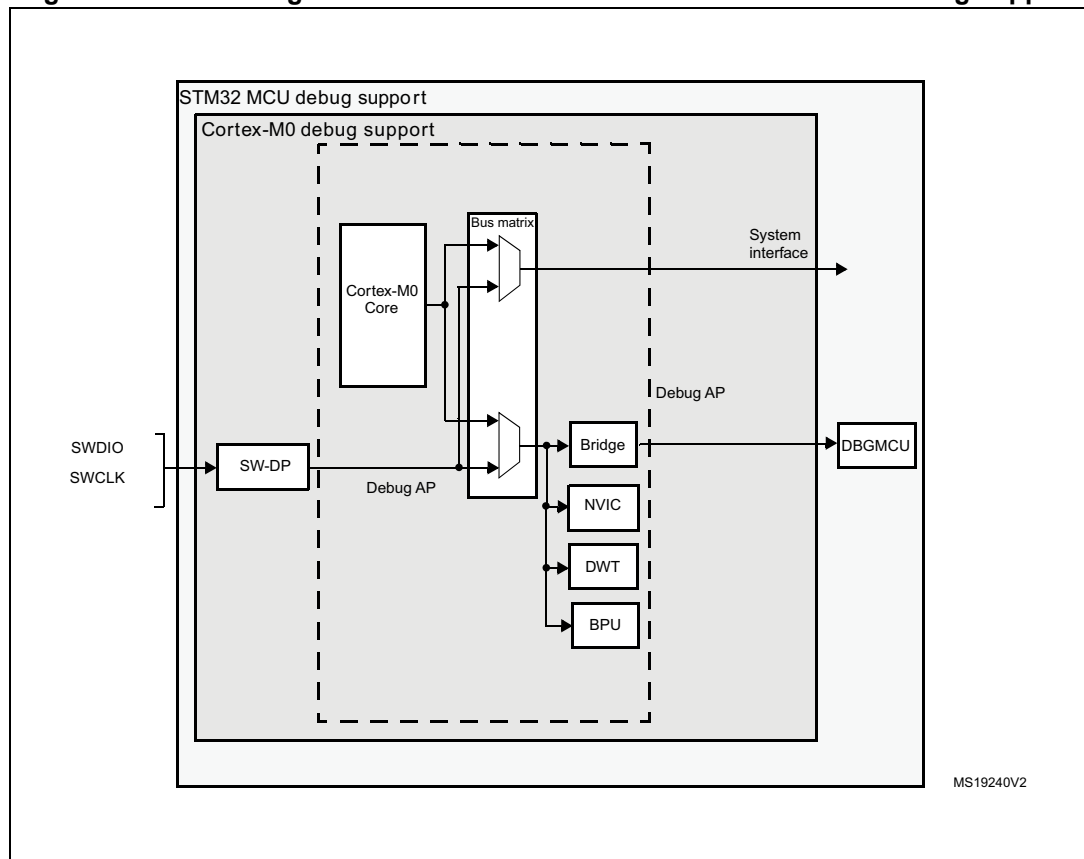 STM32 MCU debug support
Cortex-M0 debug support
Bus matrix
System
interface
Cortex-M0
Core
Debug AP
SWDIO
SWCLK
SW-DP
Debug AP
Bridge
DBGMCU
NVIC
DWT
BPU
MS19240V2